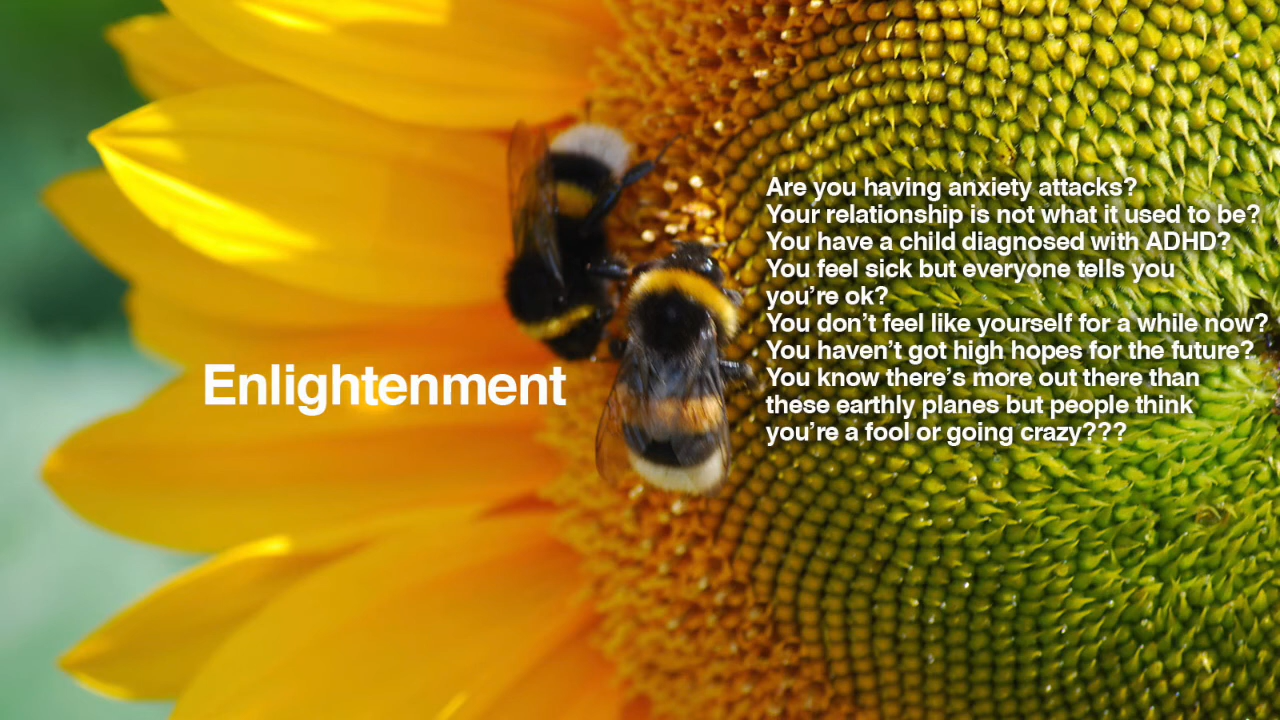 Enlightenment
Are you having anxiety attacks?
Your relationship is not what it used to be?
You have a child diagnosed with ADHD?
You feel sick but everyone tells you
you’re ok?
You don’t feel like yourself for a while now?
You haven’t got high hopes for the future?
You know there’s more out there than
these earthly planes but people think
you’re a fool or going crazy???